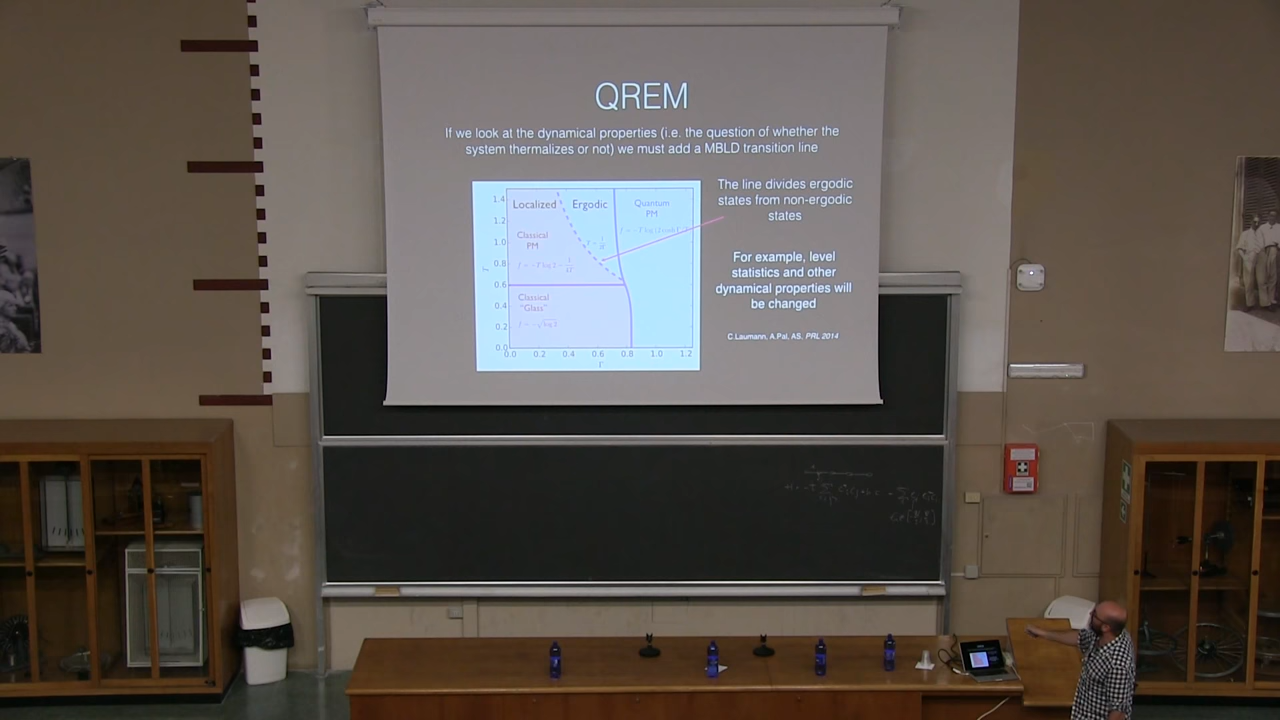 QREM
If we look at the dynamical properties (i.e. the question of whether the
system thermalizes or not) we must add a MBLD transition line
The line divides ergodic
states from non-ergodic
states
For example, level
statistics and other
dynamical properties will
be changed
C.Laumann, A.Pal, AS, PRL 2014
1.4
1.2
1.0
0.8
0.6
0.4
0.2
0.0
Localized
Ergodic
Quantum
PM
Classical
PM
Classical
"Glass"
0.0 0.2 0.4 0.6 0.8 1.0 1.2
Γ